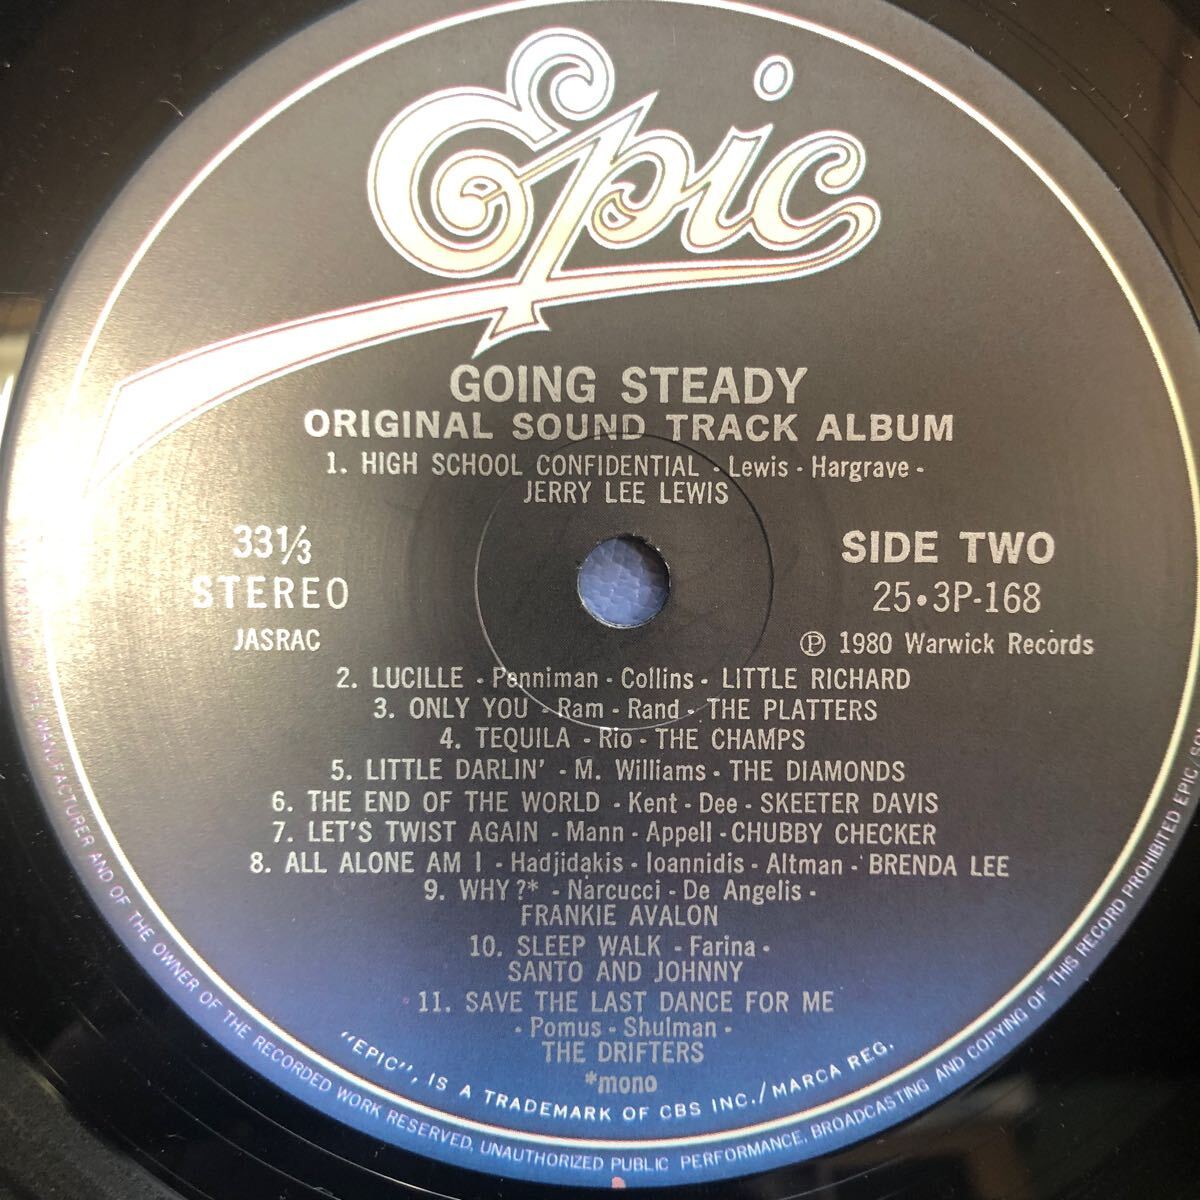 Epic
GOING STEADY
ORIGINAL SOUND TRACK ALBUM
1. HIGH SCHOOL CONFIDENTIAL - Lewis - Hargrave -
JERRY LEE LEWIS
33⅓
STEREO
JASRAC
SIDE TWO
25•3P-168
Ⓟ 1980 Warwick Records
2. LUCILLE - Penniman - Collins - LITTLE RICHARD
3. ONLY YOU - Ram - Rand - THE PLATTERS
4. TEQUILA - Rio - THE CHAMPS
5. LITTLE DARLIN' - M. Williams - THE DIAMONDS
6. THE END OF THE WORLD - Kent - Dee - SKEETER DAVIS
7. LET'S TWIST AGAIN - Mann - Appell - CHUBBY CHECKER
8. ALL ALONE AM I - Hadjidakis - Ioannidis - Altman - BRENDA LEE
9. WHY?* - Narcucci - De Angelis -
FRANKIE AVALON
10. SLEEP WALK - Farina -
SANTO AND JOHNNY
11. SAVE THE LAST DANCE FOR ME
- Pomus - Shulman -
THE DRIFTERS
*mono
"EPIC", IS A TRADEMARK OF CBS INC./MARCA REG.
THE MANUFACTURER AND OF THE OWNER OF THE RECORDED WORK RESERVED, UNAUTHORIZED PUBLIC PERFORMANCE, BROADCASTING AND COPYING OF THIS RECORD PROHIBITED EPIC/